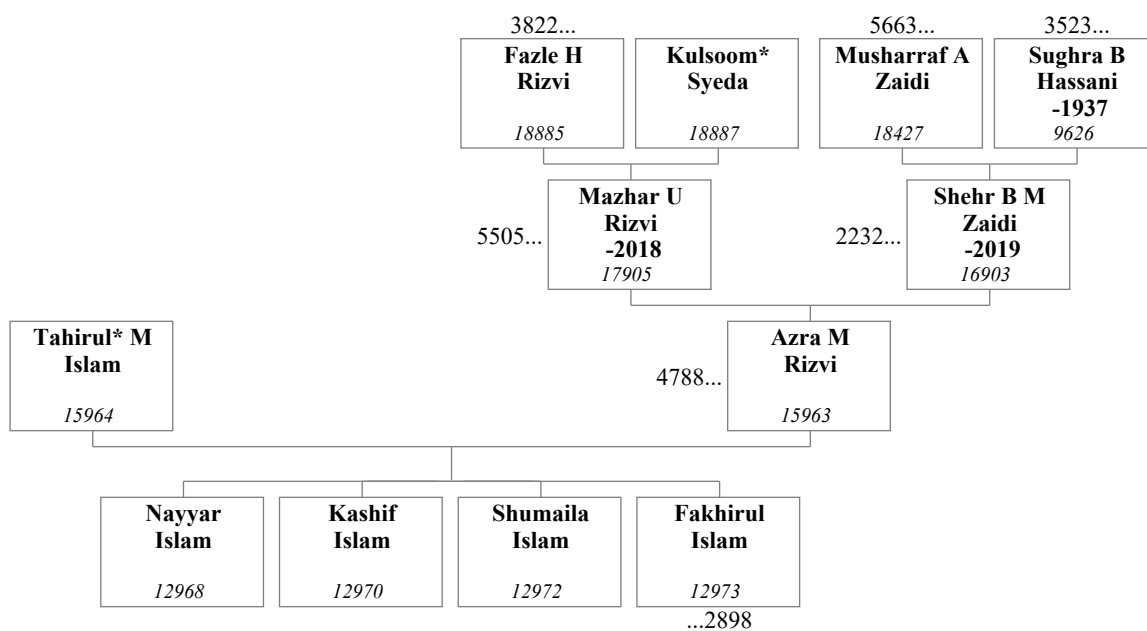 3822...
5663...
3523...
Fazle H
Rizvi
18885
Kulsoom*
Syeda
18887
Musharraf A
Zaidi
18427
Sughra B
Hassani
-1937
9626
5505...
Mazhar U
Rizvi
-2018
17905
2232...
Shehr B M
Zaidi
-2019
16903
Tahirul* M
Islam
15964
4788...
Azra M
Rizvi
15963
Nayyar
Islam
12968
Kashif
Islam
12970
Shumaila
Islam
12972
Fakhirul
Islam
12973
...2898